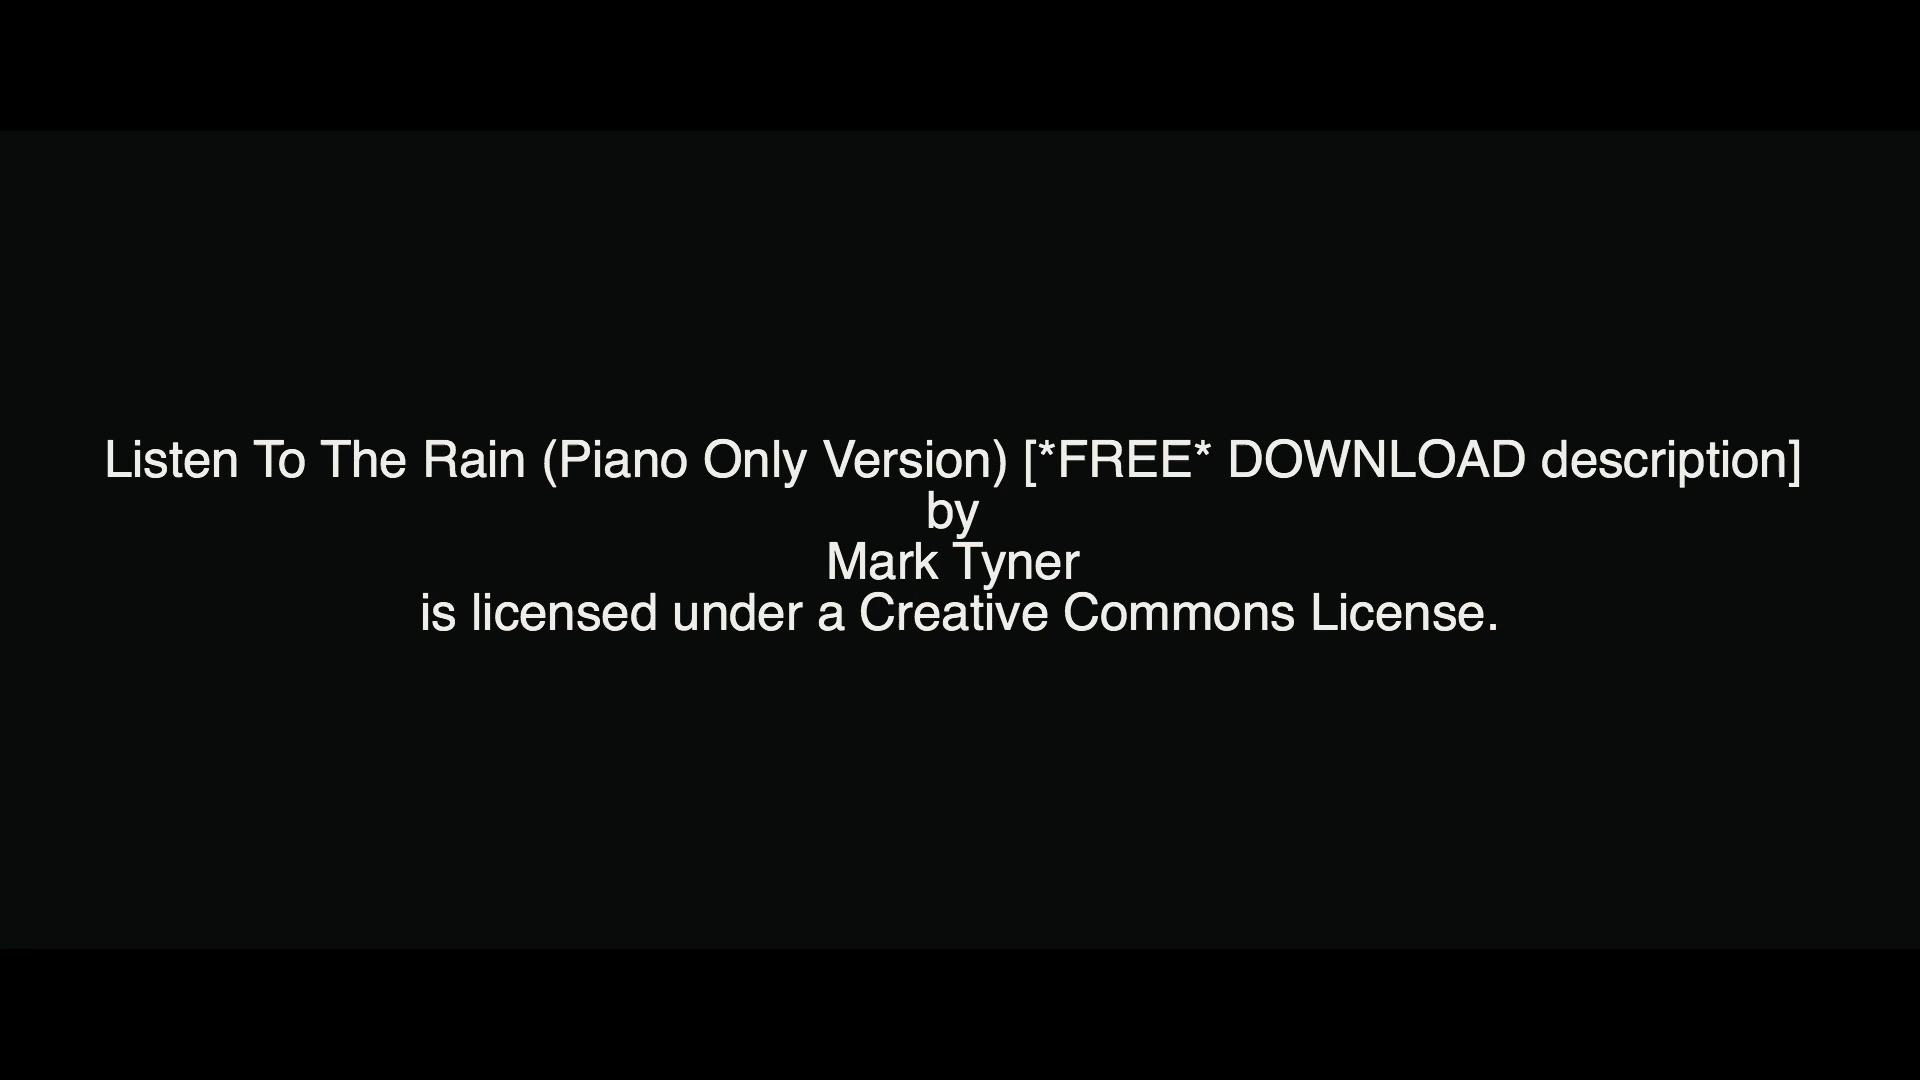 Listen To The Rain (Piano Only Version) [*FREE* DOWNLOAD description]
by
Mark Tyner
is licensed under a Creative Commons License.